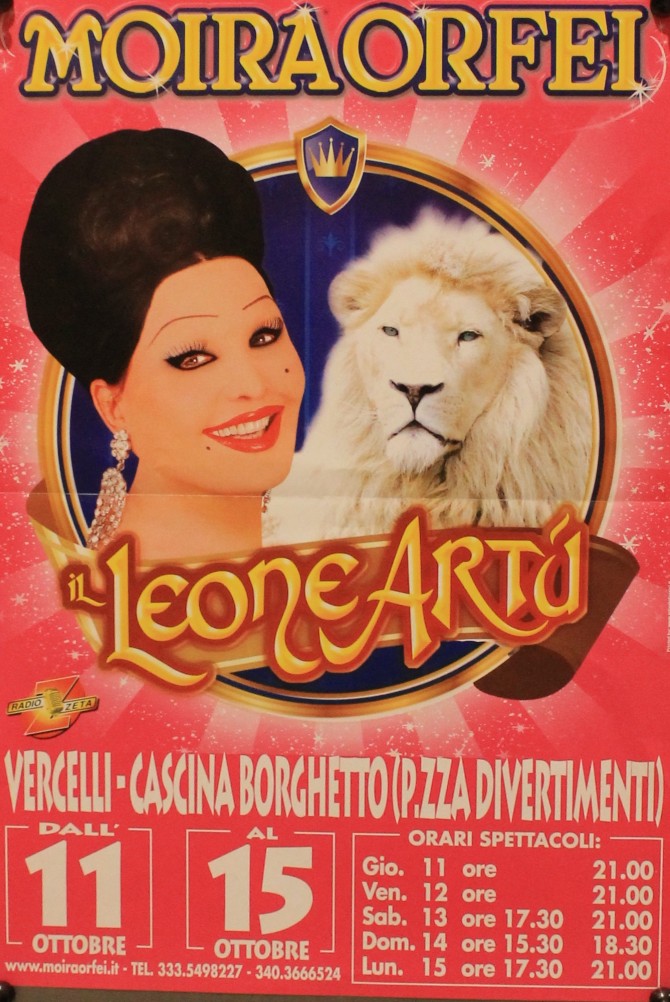 MOIRA ORFEI
iL LEONE ARTÚ
RADIO ZETA
VERCELLI - CASCINA BORGHETTO (P.ZZA DIVERTIMENTI)
DALL'
11
OTTOBRE
AL
15
OTTOBRE
ORARI SPETTACOLI:
Gio. 11 ore 21.00
Ven. 12 ore 21.00
Sab. 13 ore 17.30 21.00
Dom. 14 ore 15.30 18.30
Lun. 15 ore 17.30 21.00
www.moiraorfei.it - TEL. 333.5498227 - 340.3666524